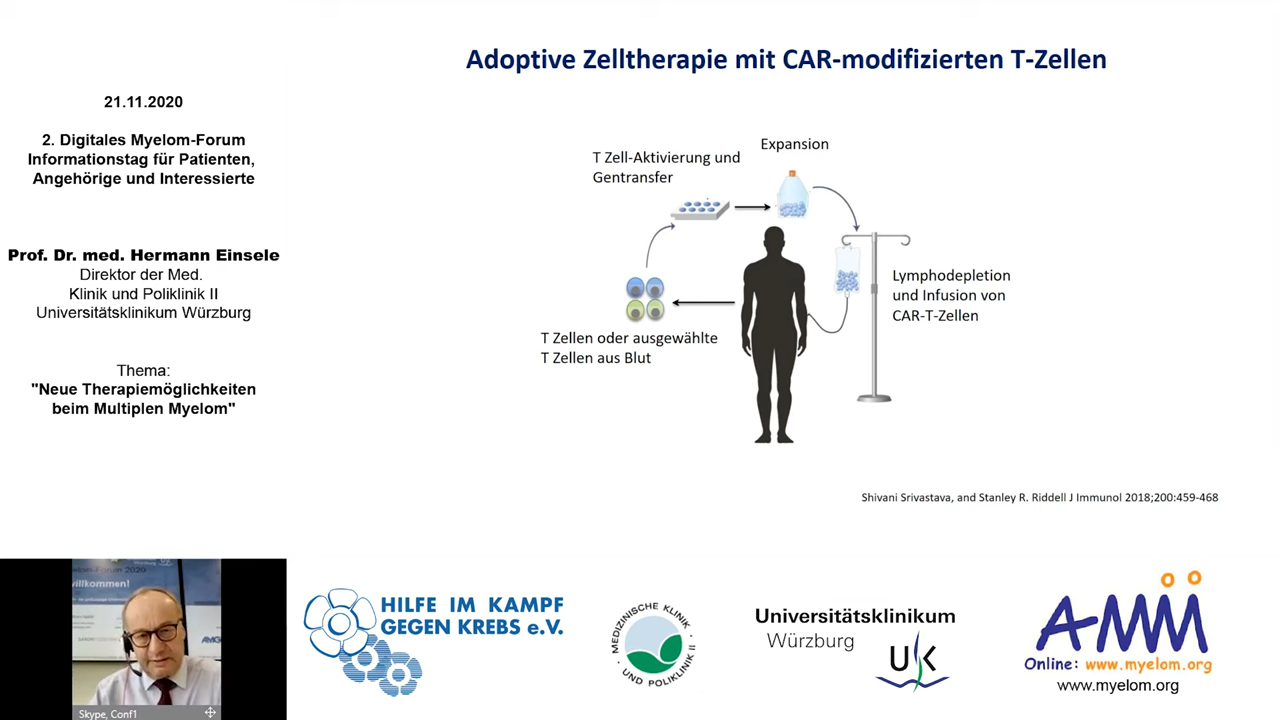 Adoptive Zelltherapie mit CAR-modifizierten T-Zellen
21.11.2020
2. Digitales Myelom-Forum
Informationstag für Patienten,
Angehörige und Interessierte
Prof. Dr. med. Hermann Einsele
Direktor der Med.
Klinik und Poliklinik II
Universitätsklinikum Würzburg
Thema:
"Neue Therapiemöglichkeiten
beim Multiplen Myelom"
T Zell-Aktivierung und
Gentransfer
Expansion
Lymphodepletion
und Infusion von
CAR-T-Zellen
T Zellen oder ausgewählte
T Zellen aus Blut
Shivani Srivastava, and Stanley R. Riddell J Immunol 2018;200:459-468
willkommen!
Skype, Conf1
HILFE IM KAMPF
GEGEN KREBS e.V.
MEDIZINISCHE KLINIK
UND POLIKLINIK II
Universitätsklinikum
Würzburg
UK
AMM
Online: www.myelom.org
www.myelom.org